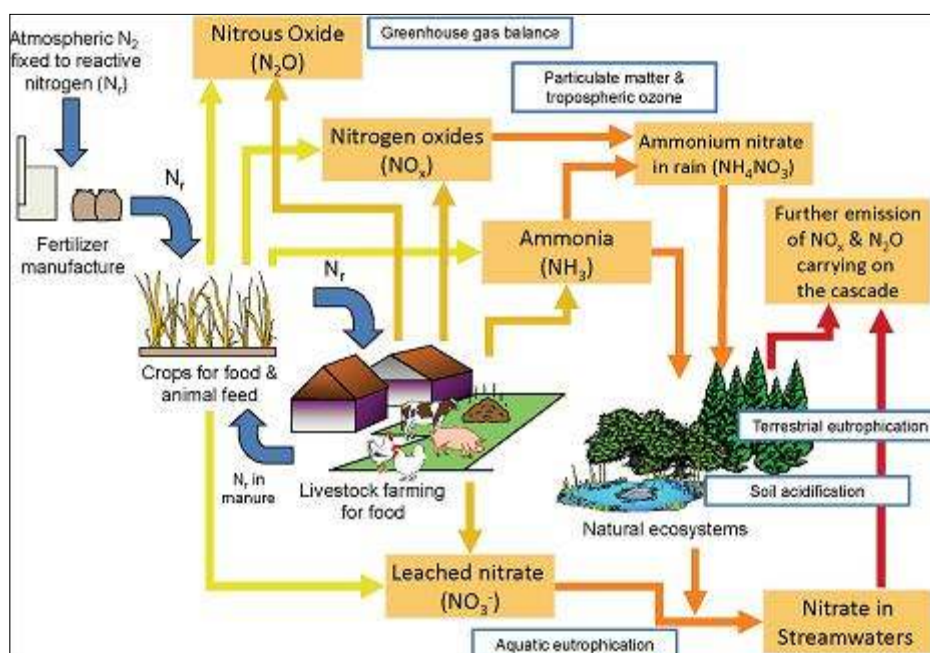 Atmospheric N₂
fixed to reactive
nitrogen (Nᵣ)
Nitrous Oxide
(N₂O)
Greenhouse gas balance
Particulate matter &
tropospheric ozone
Nitrogen oxides
(NOₓ)
Ammonium nitrate
in rain (NH₄NO₃)
Nᵣ
Fertilizer
manufacture
Ammonia
(NH₃)
Further emission
of NOₓ & N₂O
carrying on
the cascade
Nᵣ
Crops for food &
animal feed
Nᵣ in
manure
Livestock farming
for food
Terrestrial eutrophication
Soil acidification
Natural ecosystems
Leached nitrate
(NO₃⁻)
Aquatic eutrophication
Nitrate in
Streamwaters